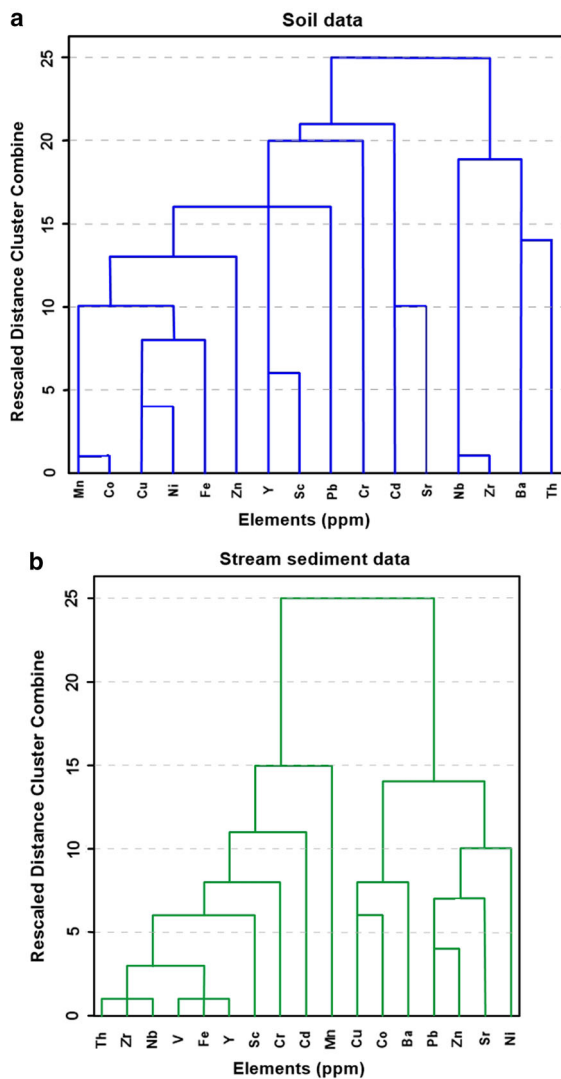 a
Soil data
Rescaled Distance Cluster Combine
25
20
15
10
5
0
Mn Co Cu Ni Fe Zn Y Sc Pb Cr Cd Sr Nb Zr Ba Th
Elements (ppm)
b
Stream sediment data
Rescaled Distance Cluster Combine
25
20
15
10
5
0
Th Zr Nb V Fe Y Sc Cr Cd Mn Cu Co Ba Pb Zn Sr Ni
Elements (ppm)